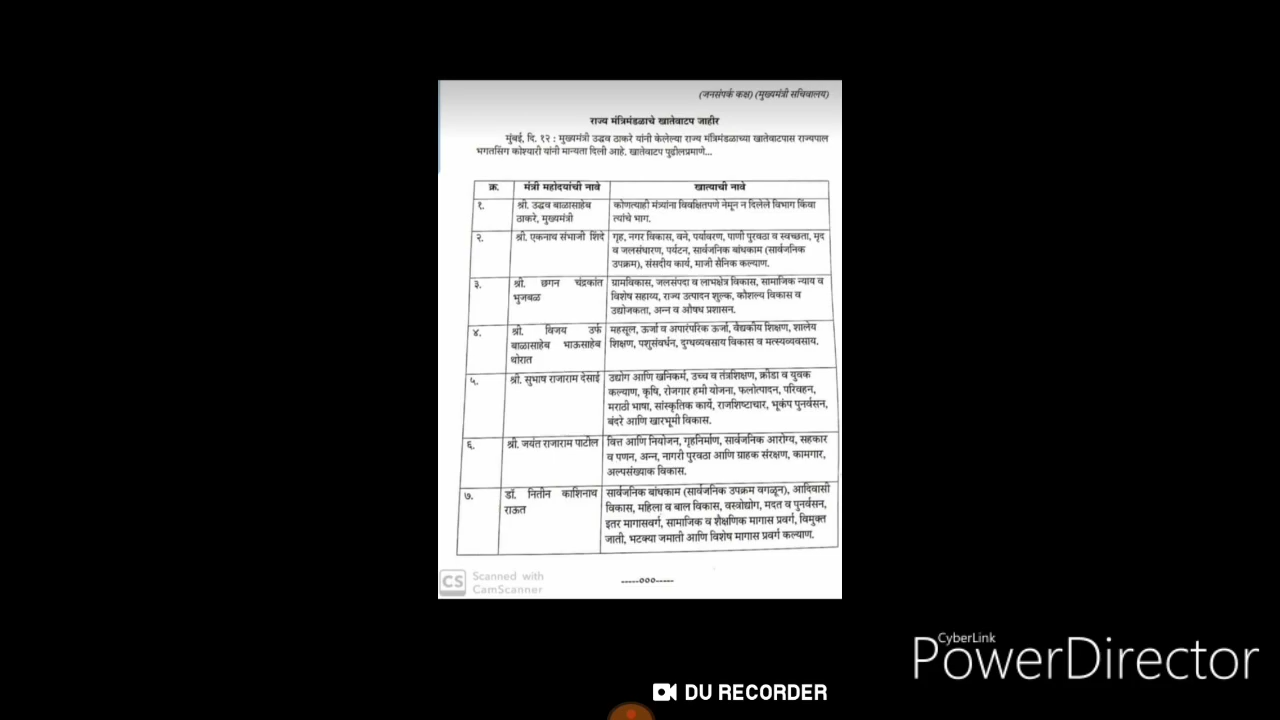 (जनसंपर्क कक्ष) (मुख्यमंत्री सचिवालय)
राज्य मंत्रिमंडळाचे खातेवाटप जाहीर
मुंबई, दि. १२ : मुख्यमंत्री उद्धव ठाकरे यांनी केलेल्या राज्य मंत्रिमंडळाच्या खातेवाटपास राज्यपाल
भगतसिंग कोश्यारी यांनी मान्यता दिली आहे. खातेवाटप पुढीलप्रमाणे...
क्र. मंत्री महोदयांची नावे खात्याची नावे
१. श्री. उद्धव बाळासाहेब कोणत्याही मंत्र्यांना विवक्षितपणे नेमून न दिलेले विभाग किंवा
ठाकरे, मुख्यमंत्री त्यांचे भाग.
२. श्री. एकनाथ संभाजी शिंदे गृह, नगर विकास, वने, पर्यावरण, पाणी पुरवठा व स्वच्छता, मृद
व जलसंधारण, पर्यटन, सार्वजनिक बांधकाम (सार्वजनिक
उपक्रम), संसदीय कार्य, माजी सैनिक कल्याण.
३. श्री. छगन चंद्रकांत ग्रामविकास, जलसंपदा व लाभक्षेत्र विकास, सामाजिक न्याय व
भुजबळ विशेष सहाय्य, राज्य उत्पादन शुल्क, कौशल्य विकास व
उद्योजकता, अन्न व औषध प्रशासन.
४. श्री. विजय उर्फ महसूल, ऊर्जा व अपारंपरिक ऊर्जा, वैद्यकीय शिक्षण, शालेय
बाळासाहेब भाऊसाहेब शिक्षण, पशुसंवर्धन, दुग्धव्यवसाय विकास व मत्स्यव्यवसाय.
थोरात
५. श्री. सुभाष राजाराम देसाई उद्योग आणि खनिकर्म, उच्च व तंत्रशिक्षण, क्रीडा व युवक
कल्याण, कृषि, रोजगार हमी योजना, फलोत्पादन, परिवहन,
मराठी भाषा, सांस्कृतिक कार्ये, राजशिष्टाचार, भूकंप पुनर्वसन,
बंदरे आणि खारभूमी विकास.
६. श्री. जयंत राजाराम पाटील वित्त आणि नियोजन, गृहनिर्माण, सार्वजनिक आरोग्य, सहकार
व पणन, अन्न, नागरी पुरवठा आणि ग्राहक संरक्षण, कामगार,
अल्पसंख्याक विकास.
७. डॉ. नितीन काशिनाथ सार्वजनिक बांधकाम (सार्वजनिक उपक्रम वगळून), आदिवासी
राऊत विकास, महिला व बाल विकास, वस्त्रोद्योग, मदत व पुनर्वसन,
इतर मागासवर्ग, सामाजिक व शैक्षणिक मागास प्रवर्ग, विमुक्त
जाती, भटक्या जमाती आणि विशेष मागास प्रवर्ग कल्याण.
-----०००-----
CS Scanned with
CamScanner
CyberLink
PowerDirector
DU RECORDER